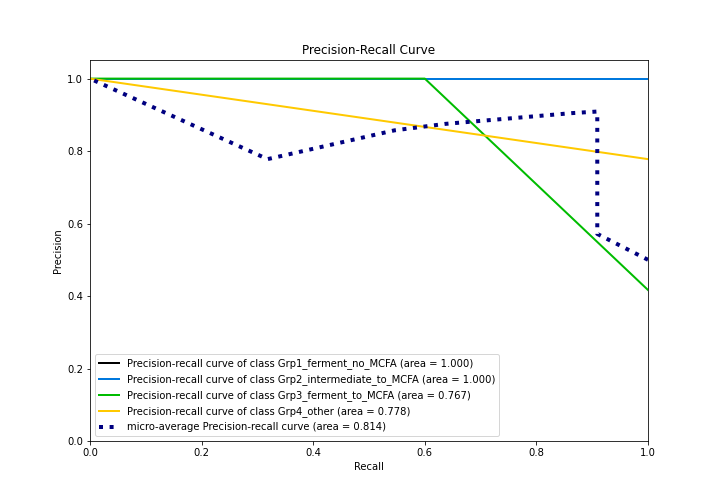 Precision-Recall Curve
1.0
0.8
0.6
0.4
0.2
0.0
Precision
Precision-recall curve of class Grp1_ferment_no_MCFA (area = 1.000)
Precision-recall curve of class Grp2_intermediate_to_MCFA (area = 1.000)
Precision-recall curve of class Grp3_ferment_to_MCFA (area = 0.767)
Precision-recall curve of class Grp4_other (area = 0.778)
micro-average Precision-recall curve (area = 0.814)
0.0 0.2 0.4 0.6 0.8 1.0
Recall